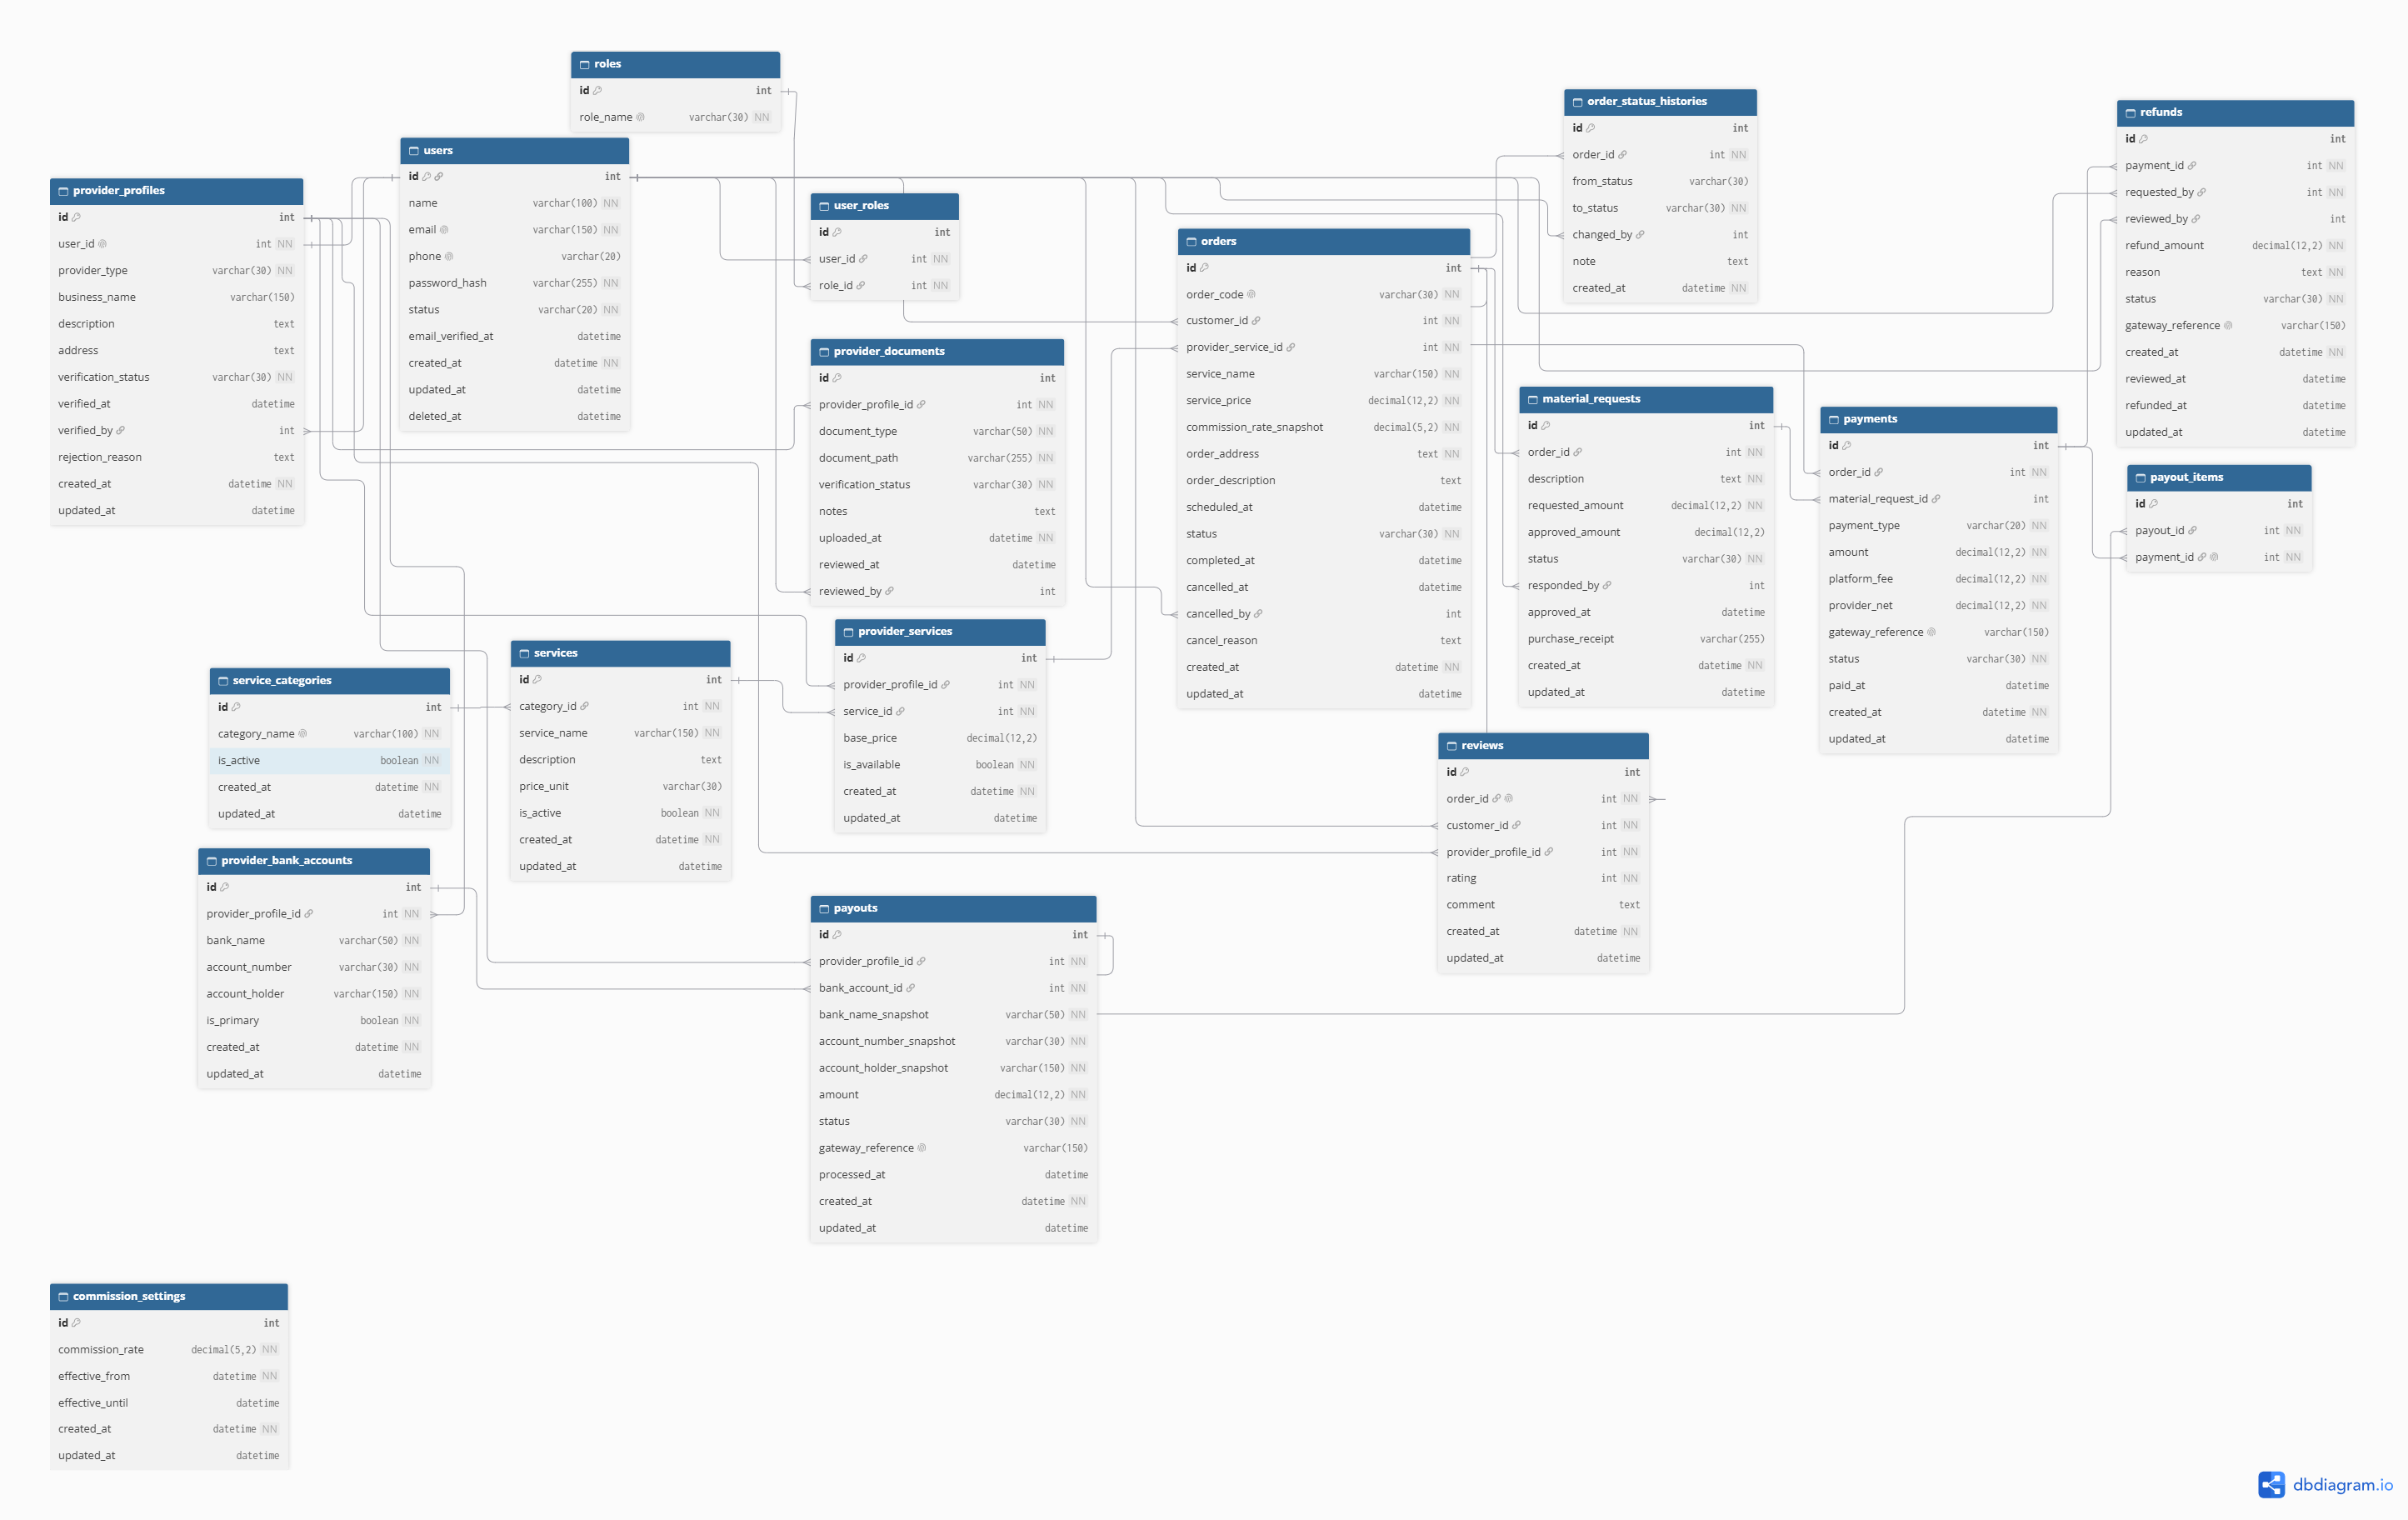 roles
id int
role_name varchar(30) NN
users
id int
name varchar(100) NN
email varchar(150) NN
phone varchar(20)
password_hash varchar(255) NN
status varchar(20) NN
email_verified_at datetime
created_at datetime NN
updated_at datetime
deleted_at datetime
provider_profiles
id int
user_id int NN
provider_type varchar(30) NN
business_name varchar(150)
description text
address text
verification_status varchar(30) NN
verified_at datetime
verified_by int
rejection_reason text
created_at datetime NN
updated_at datetime
user_roles
id int
user_id int NN
role_id int NN
provider_documents
id int
provider_profile_id int NN
document_type varchar(50) NN
document_path varchar(255) NN
verification_status varchar(30) NN
notes text
uploaded_at datetime NN
reviewed_at datetime
reviewed_by int
orders
id int
order_code varchar(30) NN
customer_id int NN
provider_service_id int NN
service_name varchar(150) NN
service_price decimal(12,2) NN
commission_rate_snapshot decimal(5,2) NN
order_address text NN
order_description text
scheduled_at datetime
status varchar(30) NN
completed_at datetime
cancelled_at datetime
cancelled_by int
cancel_reason text
created_at datetime NN
updated_at datetime
order_status_histories
id int
order_id int NN
from_status varchar(30)
to_status varchar(30) NN
changed_by int
note text
created_at datetime NN
refunds
id int
payment_id int NN
requested_by int NN
reviewed_by int
refund_amount decimal(12,2) NN
reason text NN
status varchar(30) NN
gateway_reference varchar(150)
created_at datetime NN
reviewed_at datetime
refunded_at datetime
updated_at datetime
material_requests
id int
order_id int NN
description text NN
requested_amount decimal(12,2) NN
approved_amount decimal(12,2)
status varchar(30) NN
responded_by int
approved_at datetime
purchase_receipt varchar(255)
created_at datetime NN
updated_at datetime
payments
id int
order_id int NN
material_request_id int
payment_type varchar(20) NN
amount decimal(12,2) NN
platform_fee decimal(12,2) NN
provider_net decimal(12,2) NN
gateway_reference varchar(150)
status varchar(30) NN
paid_at datetime
created_at datetime NN
updated_at datetime
payout_items
id int
payout_id int NN
payment_id int NN
service_categories
id int
category_name varchar(100) NN
is_active boolean NN
created_at datetime NN
updated_at datetime
services
id int
category_id int NN
service_name varchar(150) NN
description text
price_unit varchar(30)
is_active boolean NN
created_at datetime NN
updated_at datetime
provider_services
id int
provider_profile_id int NN
service_id int NN
base_price decimal(12,2)
is_available boolean NN
created_at datetime NN
updated_at datetime
reviews
id int
order_id int NN
customer_id int NN
provider_profile_id int NN
rating int NN
comment text
created_at datetime NN
updated_at datetime
provider_bank_accounts
id int
provider_profile_id int NN
bank_name varchar(50) NN
account_number varchar(30) NN
account_holder varchar(150) NN
is_primary boolean NN
created_at datetime NN
updated_at datetime
payouts
id int
provider_profile_id int NN
bank_account_id int NN
bank_name_snapshot varchar(50) NN
account_number_snapshot varchar(30) NN
account_holder_snapshot varchar(150) NN
amount decimal(12,2) NN
status varchar(30) NN
gateway_reference varchar(150)
processed_at datetime
created_at datetime NN
updated_at datetime
commission_settings
id int
commission_rate decimal(5,2) NN
effective_from datetime NN
effective_until datetime
created_at datetime NN
updated_at datetime
dbdiagram.io